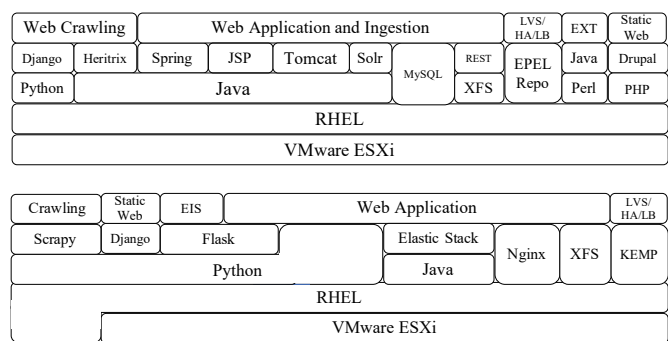 Web Crawling Web Application and Ingestion LVS/ HA/LB EXT Static Web
Django Heritrix Spring JSP Tomcat Solr MySQL REST EPEL Repo Java Drupal
Python Java XFS Perl PHP
RHEL
VMware ESXi
Crawling Static Web EIS Web Application LVS/ HA/LB
Scrapy Django Flask Elastic Stack Nginx XFS KEMP
Python Java
RHEL
VMware ESXi